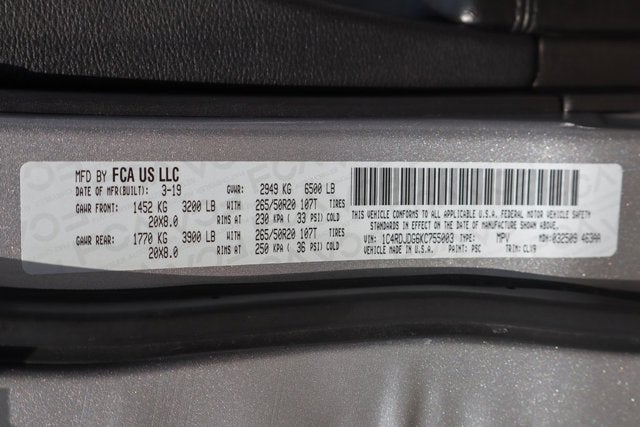 MFD BY FCA US LLC
DATE OF MFR(BUILT): 3-19 GVWR: 2949 KG 6500 LB
GAWR FRONT: 1452 KG 3200 LB WITH 265/50R20 107T TIRES
20X8.0 RIMS AT 230 KPA ( 33 PSI) COLD
GAWR REAR: 1770 KG 3900 LB WITH 265/50R20 107T TIRES
20X8.0 RIMS AT 250 KPA ( 36 PSI) COLD
THIS VEHICLE CONFORMS TO ALL APPLICABLE U.S.A. FEDERAL MOTOR VEHICLE SAFETY
STANDARDS IN EFFECT ON THE DATE OF MANUFACTURE SHOWN ABOVE.
VIN: 1C4RDJDG6KC755003 TYPE: MPV MDH:032509 463AA
VEHICLE MADE IN U.S.A. PAINT: PSC TRIM: CLX9